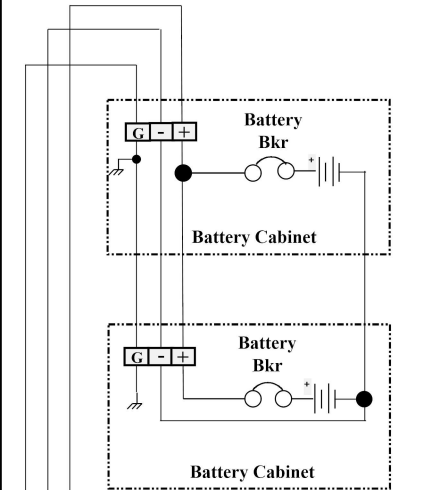 Battery
Bkr
G - +
+
Battery Cabinet
Battery
Bkr
G - +
+
Battery Cabinet